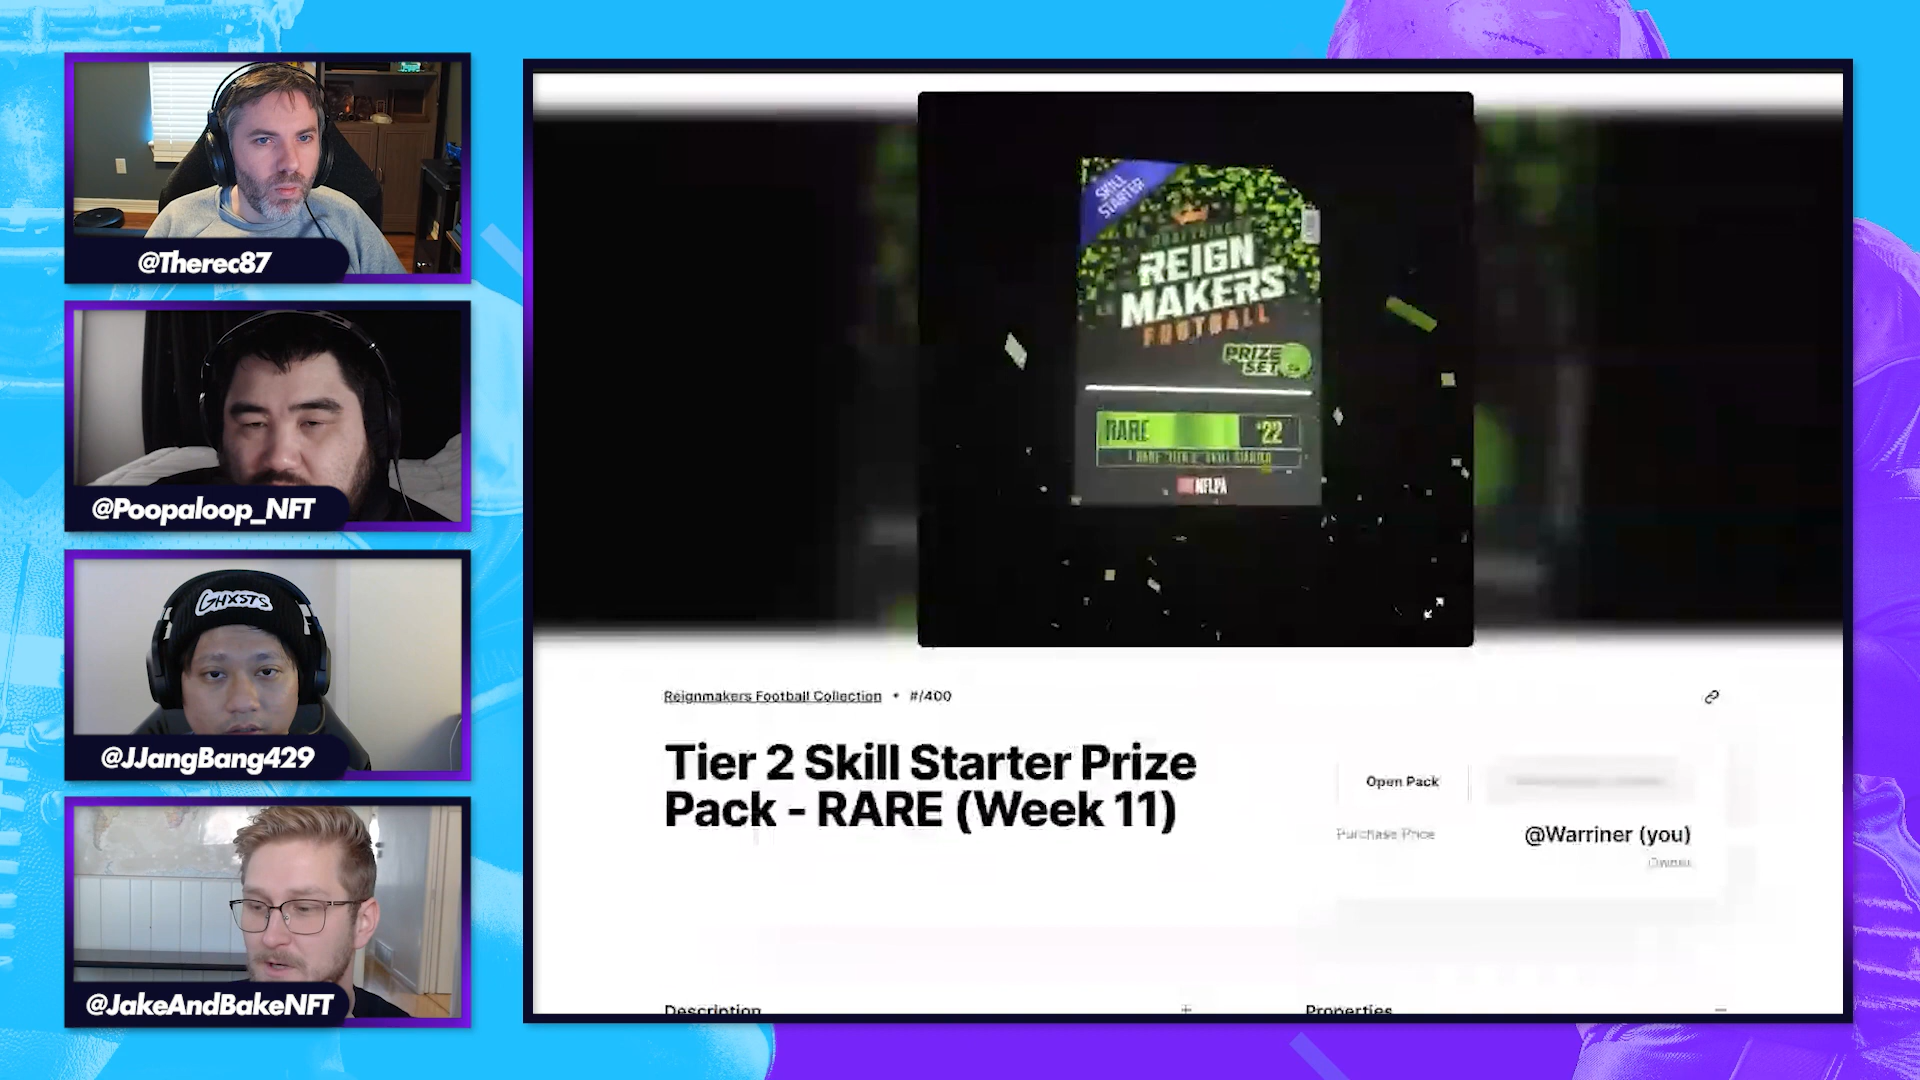 @Therec87
@Poopaloop_NFT
GHXSTS
@JJangBang429
@JakeAndBakeNFT
SKILL
STARTER
REIGN
MAKERS
FOOTBALL
PRIZE
SET
RARE '22
NFLPA
Reignmakers Football Collection • #/400
Tier 2 Skill Starter Prize
Pack - RARE (Week 11)
Open Pack
Purchase Price
@Warriner (you)
Owner
Description
Properties